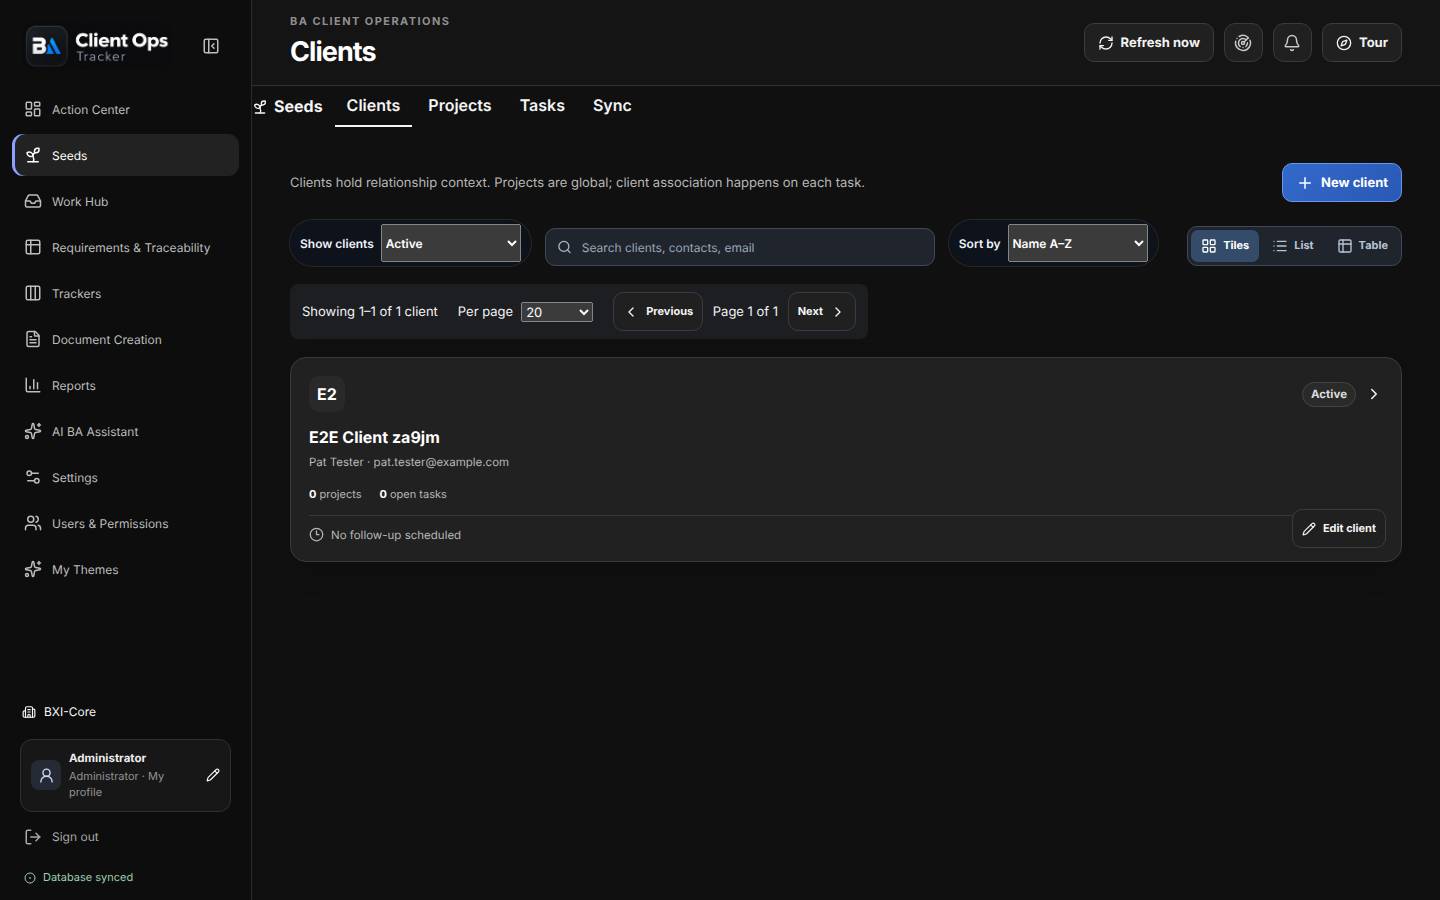 BA Client Ops
Tracker
Action Center
Seeds
Work Hub
Requirements & Traceability
Trackers
Document Creation
Reports
AI BA Assistant
Settings
Users & Permissions
My Themes
BXI-Core
Administrator
Administrator · My
profile
Sign out
Database synced
BA CLIENT OPERATIONS
Clients
Refresh now
Tour
Seeds Clients Projects Tasks Sync
Clients hold relationship context. Projects are global; client association happens on each task.
New client
Show clients Active Search clients, contacts, email Sort by Name A–Z Tiles List Table
Showing 1–1 of 1 client Per page 20 Previous Page 1 of 1 Next
E2 Active
E2E Client za9jm
Pat Tester · pat.tester@example.com
0 projects 0 open tasks
No follow-up scheduled Edit client